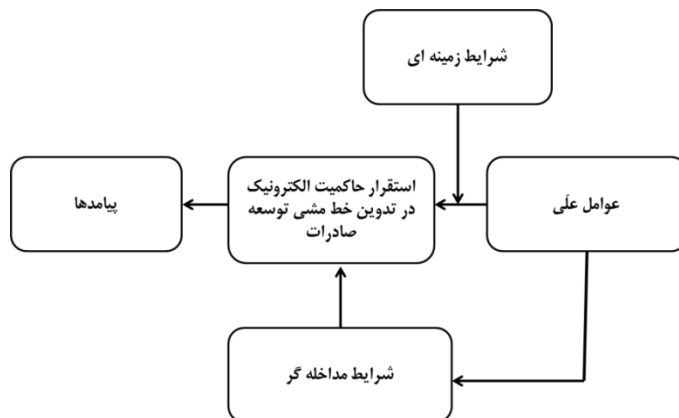 شرایط زمینه ای
عوامل علّی
استقرار حاکمیت الکترونیک
در تدوین خط مشی توسعه
صادرات
پیامدها
شرایط مداخله گر